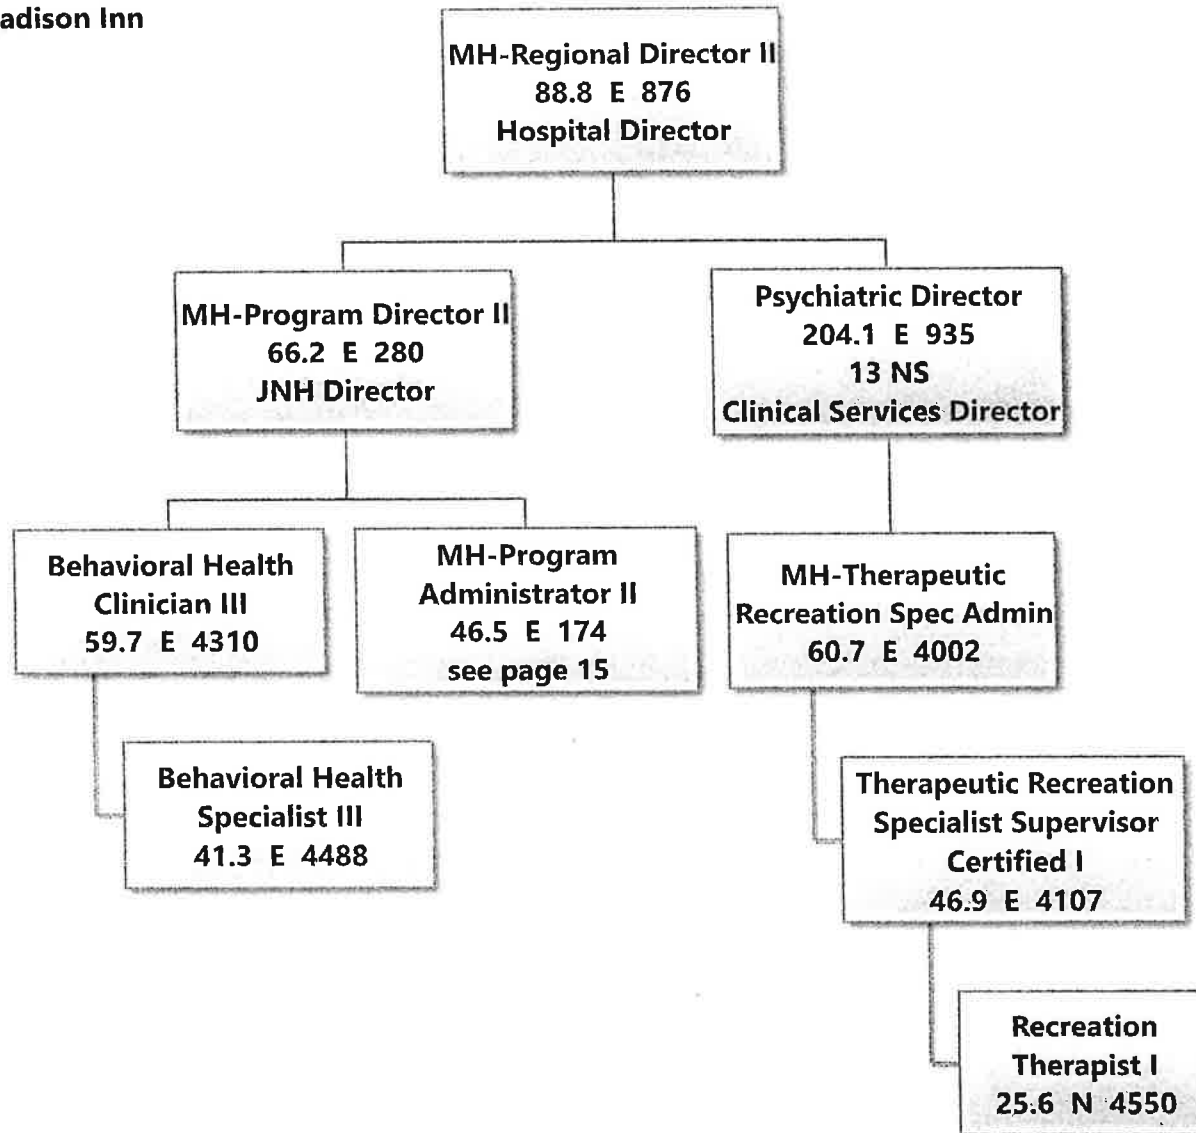 adison Inn
MH-Regional Director II
88.8 E 876
Hospital Director
MH-Program Director II
66.2 E 280
JNH Director
Psychiatric Director
204.1 E 935
13 NS
Clinical Services Director
Behavioral Health
Clinician III
59.7 E 4310
MH-Program
Administrator II
46.5 E 174
see page 15
MH-Therapeutic
Recreation Spec Admin
60.7 E 4002
Behavioral Health
Specialist III
41.3 E 4488
Therapeutic Recreation
Specialist Supervisor
Certified I
46.9 E 4107
Recreation
Therapist I
25.6 N 4550